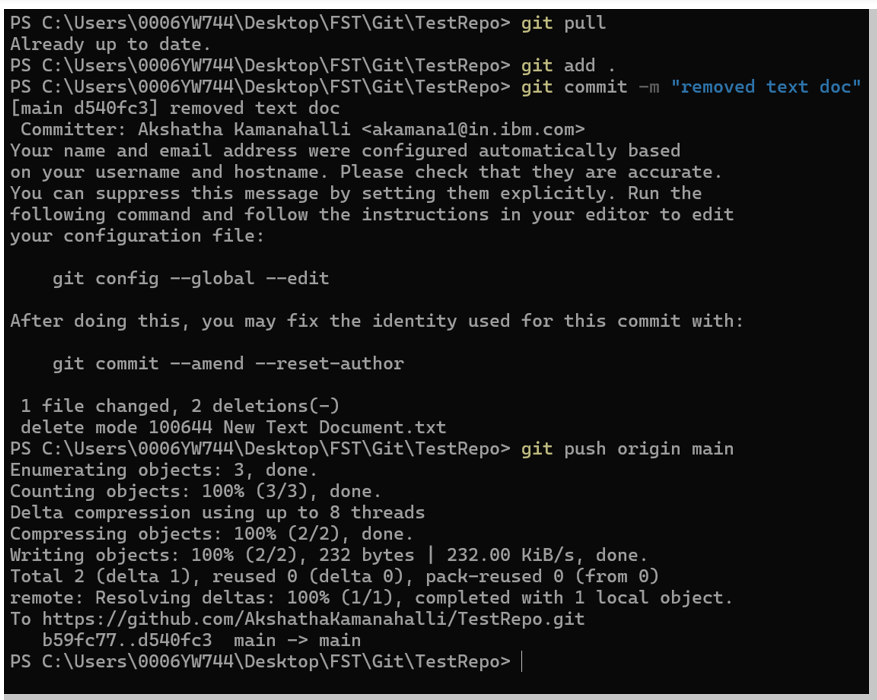 PS C:\Users\0006YW744\Desktop\FST\Git\TestRepo> git pull
Already up to date.
PS C:\Users\0006YW744\Desktop\FST\Git\TestRepo> git add .
PS C:\Users\0006YW744\Desktop\FST\Git\TestRepo> git commit -m "removed text doc"
[main d540fc3] removed text doc
 Committer: Akshatha Kamanahalli <akamana1@in.ibm.com>
Your name and email address were configured automatically based
on your username and hostname. Please check that they are accurate.
You can suppress this message by setting them explicitly. Run the
following command and follow the instructions in your editor to edit
your configuration file:

    git config --global --edit

After doing this, you may fix the identity used for this commit with:

    git commit --amend --reset-author

 1 file changed, 2 deletions(-)
 delete mode 100644 New Text Document.txt
PS C:\Users\0006YW744\Desktop\FST\Git\TestRepo> git push origin main
Enumerating objects: 3, done.
Counting objects: 100% (3/3), done.
Delta compression using up to 8 threads
Compressing objects: 100% (2/2), done.
Writing objects: 100% (2/2), 232 bytes | 232.00 KiB/s, done.
Total 2 (delta 1), reused 0 (delta 0), pack-reused 0 (from 0)
remote: Resolving deltas: 100% (1/1), completed with 1 local object.
To https://github.com/AkshathaKamanahalli/TestRepo.git
   b59fc77..d540fc3  main -> main
PS C:\Users\0006YW744\Desktop\FST\Git\TestRepo>